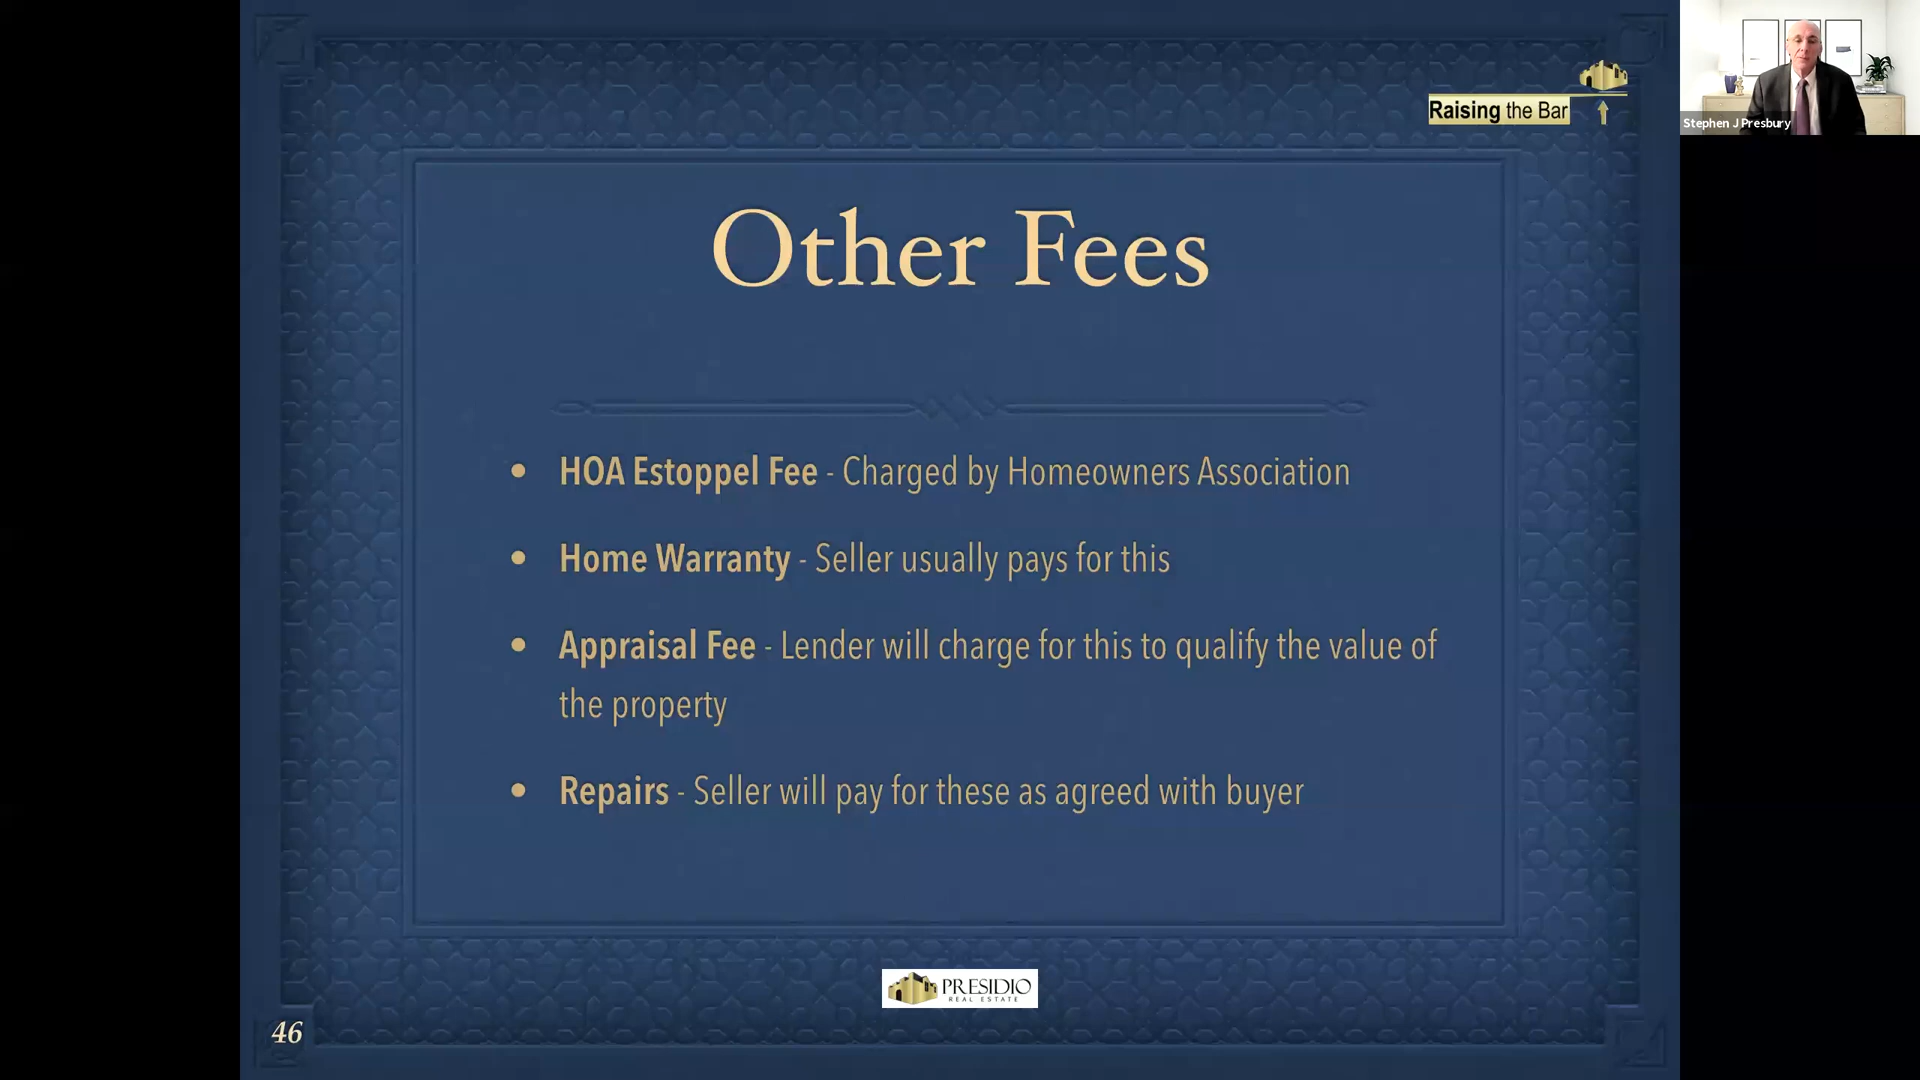 Raising the Bar
Stephen J Presbury
Other Fees
• HOA Estoppel Fee - Charged by Homeowners Association
• Home Warranty - Seller usually pays for this
• Appraisal Fee - Lender will charge for this to qualify the value of
the property
• Repairs - Seller will pay for these as agreed with buyer
PRESIDIO
REAL ESTATE
46